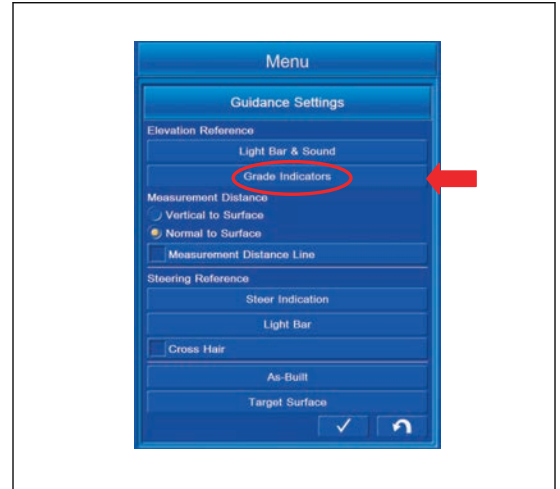 Menu
Guidance Settings
Elevation Reference
Light Bar & Sound
Grade Indicators
Measurement Distance
Vertical to Surface
Normal to Surface
Measurement Distance Line
Steering Reference
Steer Indication
Light Bar
Cross Hair
As-Built
Target Surface